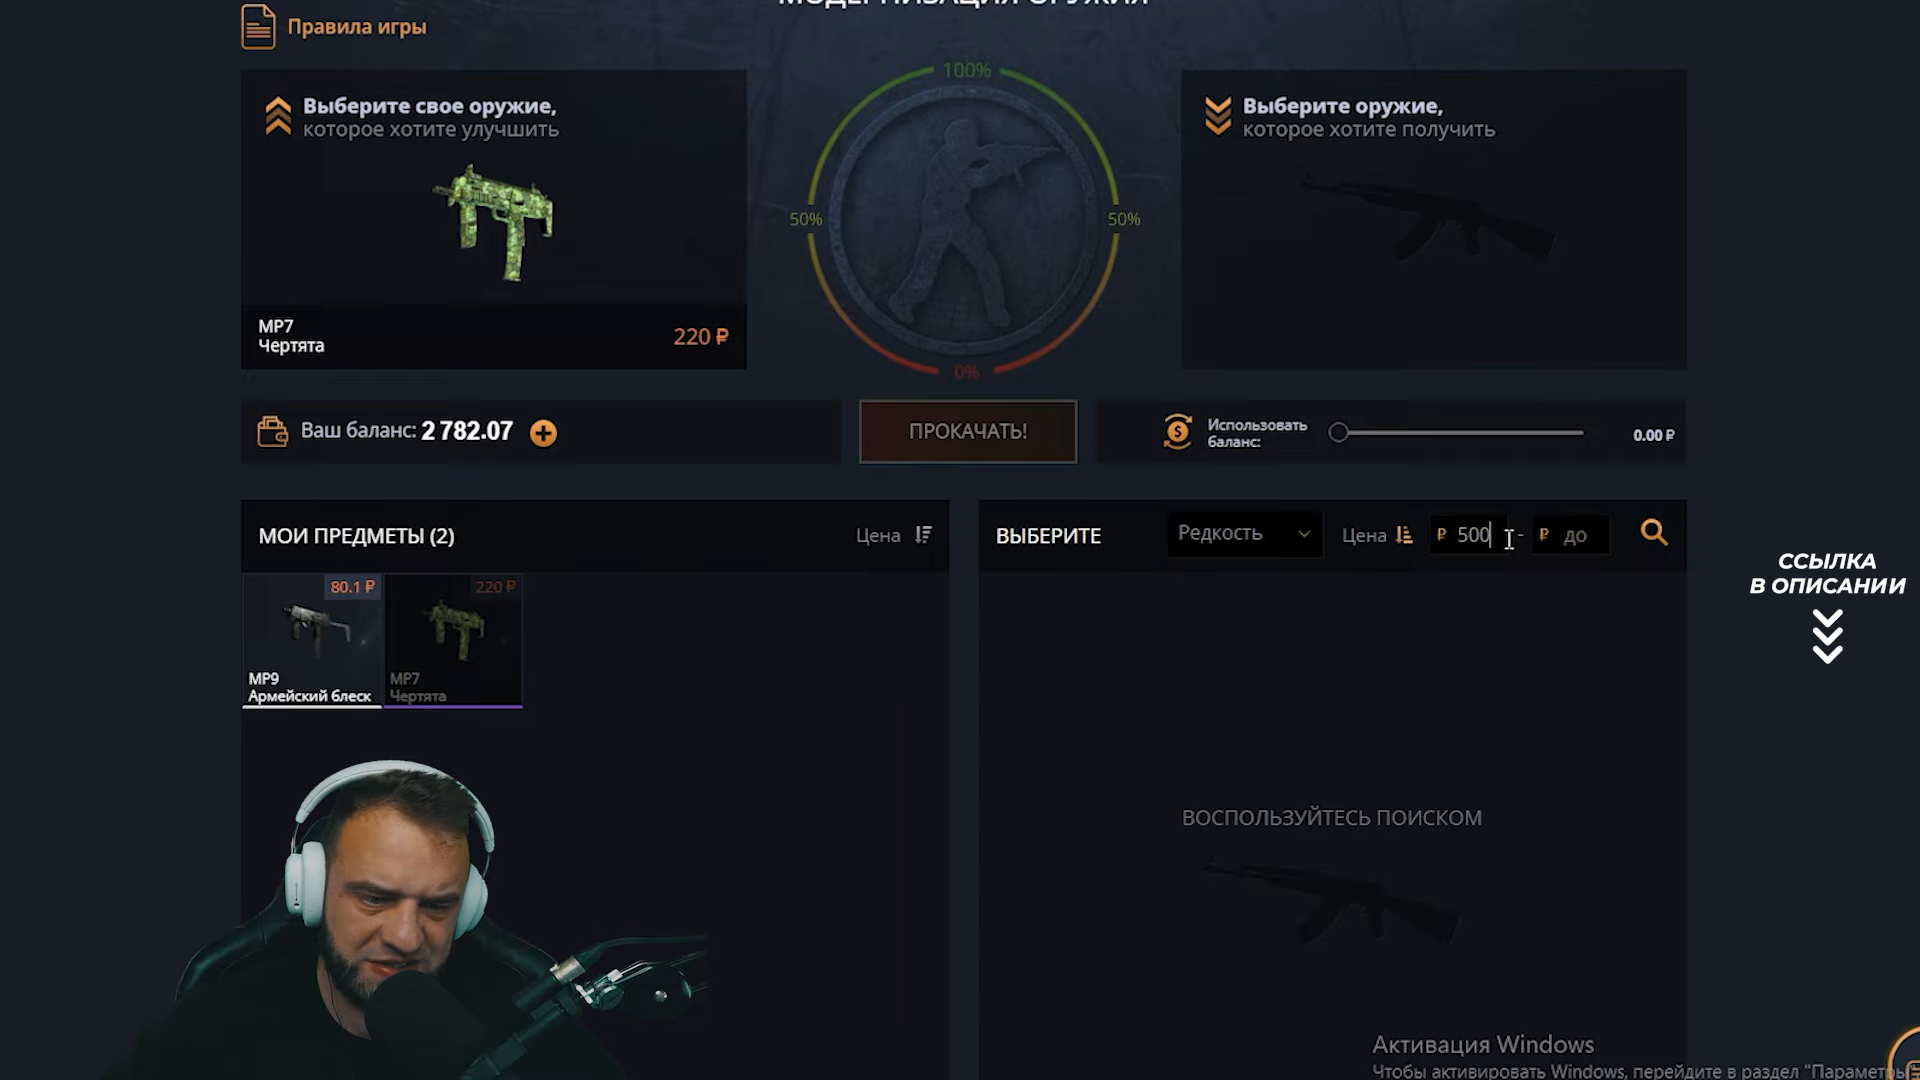 МОДЕРНИЗАЦИЯ ОРУЖИЯ
Правила игры
Выберите свое оружие,
которое хотите улучшить
MP7
Чертята
220 ₽
100%
50%
50%
0%
Выберите оружие,
которое хотите получить
Ваш баланс: 2 782.07
ПРОКАЧАТЬ!
Использовать
баланс:
0.00 ₽
МОИ ПРЕДМЕТЫ (2)
Цена
ВЫБЕРИТЕ
Редкость
Цена
₽ 500
-
₽ до
80.1 ₽
MP9
Армейский блеск
220 ₽
MP7
Чертята
ССЫЛКА
В ОПИСАНИИ
ВОСПОЛЬЗУЙТЕСЬ ПОИСКОМ
Активация Windows
Чтобы активировать Windows, перейдите в раздел "Параметры